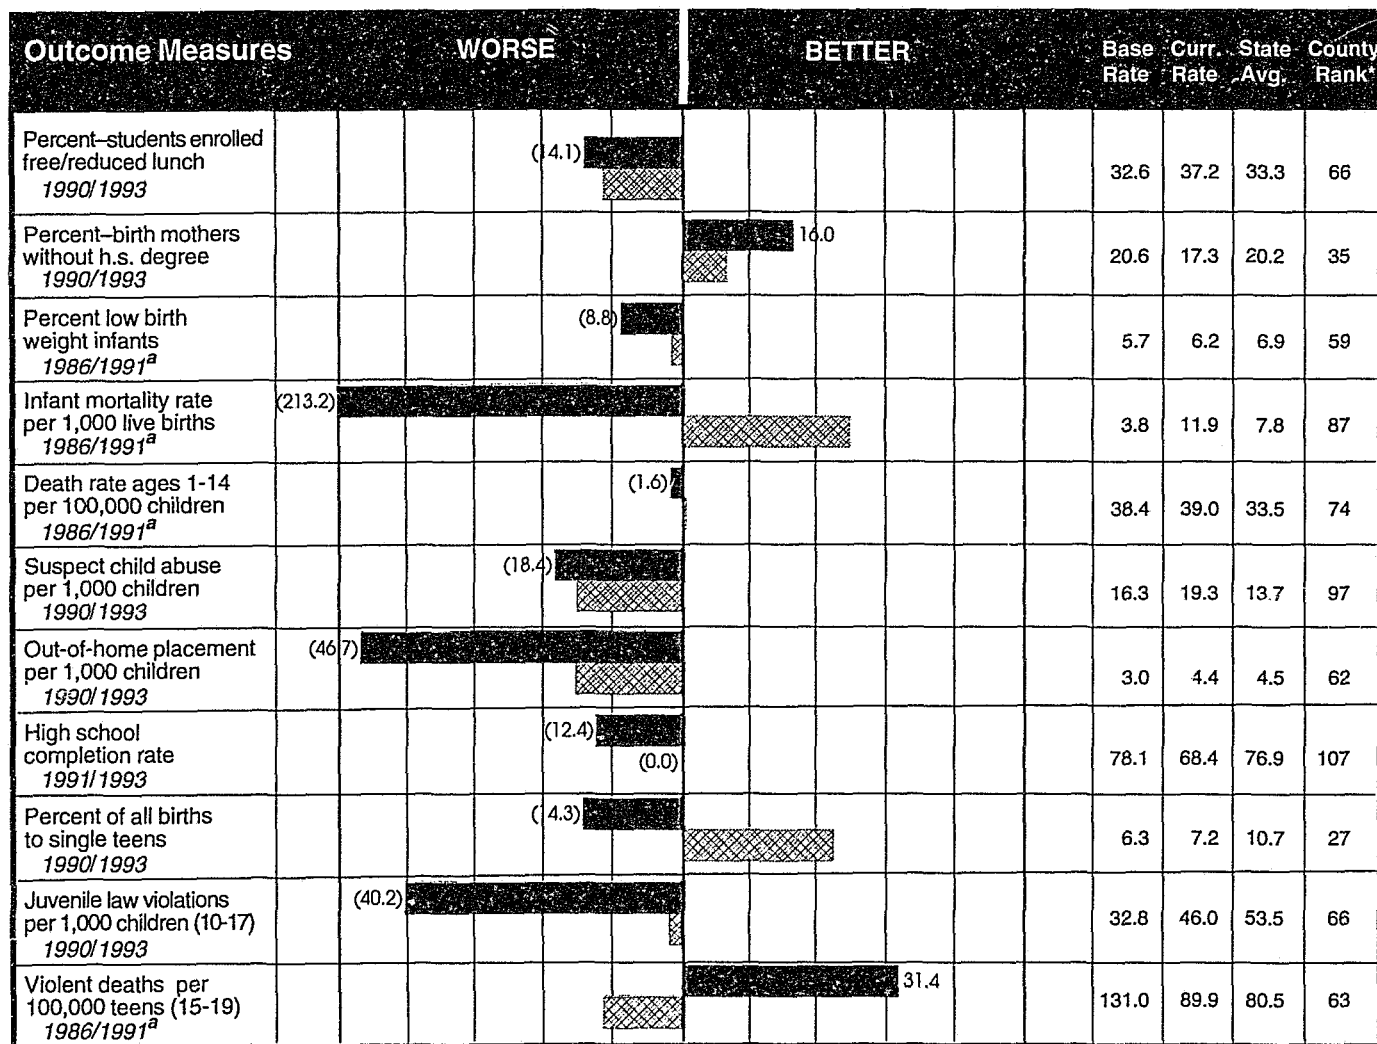 Outcome Measures WORSE BETTER Base Rate Curr. Rate State Avg. County Rank*
Percent–students enrolled
free/reduced lunch
1990/1993
(14.1)
32.6 37.2 33.3 66
Percent–birth mothers
without h.s. degree
1990/1993
16.0
20.6 17.3 20.2 35
Percent low birth
weight infants
1986/1991a
(8.8)
5.7 6.2 6.9 59
Infant mortality rate
per 1,000 live births
1986/1991a
(213.2)
3.8 11.9 7.8 87
Death rate ages 1-14
per 100,000 children
1986/1991a
(1.6)
38.4 39.0 33.5 74
Suspect child abuse
per 1,000 children
1990/1993
(18.4)
16.3 19.3 13.7 97
Out-of-home placement
per 1,000 children
1990/1993
(46.7)
3.0 4.4 4.5 62
High school
completion rate
1991/1993
(12.4)
(0.0)
78.1 68.4 76.9 107
Percent of all births
to single teens
1990/1993
(14.3)
6.3 7.2 10.7 27
Juvenile law violations
per 1,000 children (10-17)
1990/1993
(40.2)
32.8 46.0 53.5 66
Violent deaths per
100,000 teens (15-19)
1986/1991a
31.4
131.0 89.9 80.5 63